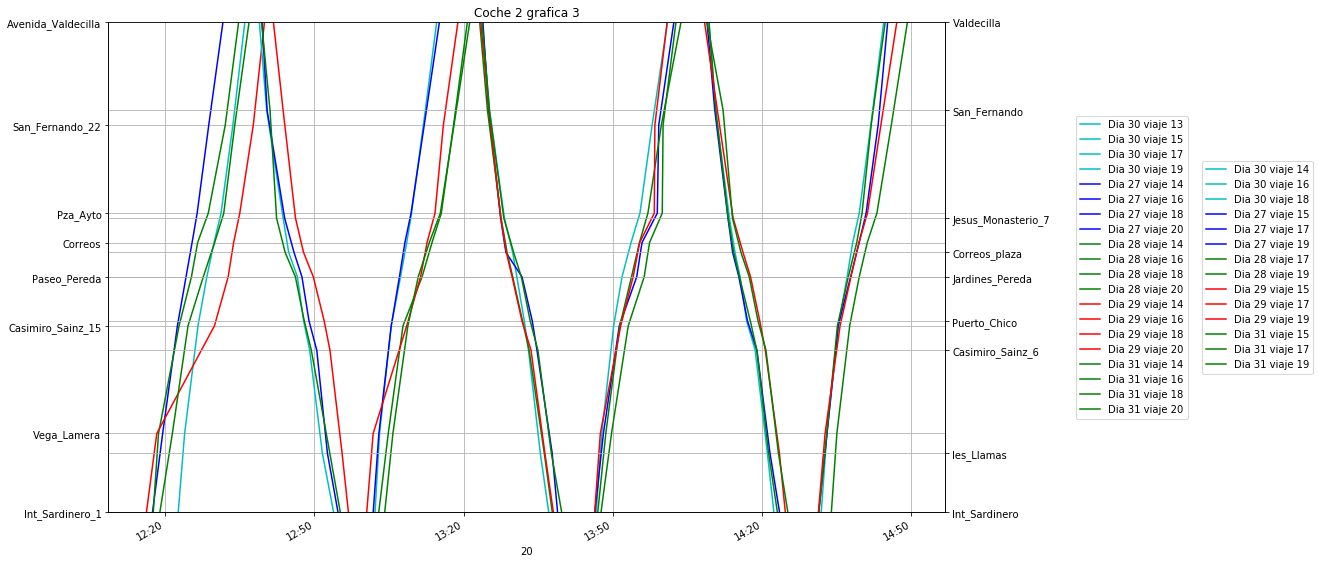 Coche 2 grafica 3
Avenida_Valdecilla
San_Fernando_22
Pza_Ayto
Correos
Paseo_Pereda
Casimiro_Sainz_15
Vega_Lamera
Int_Sardinero_1
Valdecilla
San_Fernando
Jesus_Monasterio_7
Correos_plaza
Jardines_Pereda
Puerto_Chico
Casimiro_Sainz_6
Ies_Llamas
Int_Sardinero
12:20
12:50
13:20
13:50
14:20
14:50
20
Dia 30 viaje 13
Dia 30 viaje 15
Dia 30 viaje 17
Dia 30 viaje 19
Dia 27 viaje 14
Dia 27 viaje 16
Dia 27 viaje 18
Dia 27 viaje 20
Dia 28 viaje 14
Dia 28 viaje 16
Dia 28 viaje 18
Dia 28 viaje 20
Dia 29 viaje 14
Dia 29 viaje 16
Dia 29 viaje 18
Dia 29 viaje 20
Dia 31 viaje 14
Dia 31 viaje 16
Dia 31 viaje 18
Dia 31 viaje 20
Dia 30 viaje 14
Dia 30 viaje 16
Dia 30 viaje 18
Dia 27 viaje 15
Dia 27 viaje 17
Dia 27 viaje 19
Dia 28 viaje 17
Dia 28 viaje 19
Dia 29 viaje 15
Dia 29 viaje 17
Dia 29 viaje 19
Dia 31 viaje 15
Dia 31 viaje 17
Dia 31 viaje 19